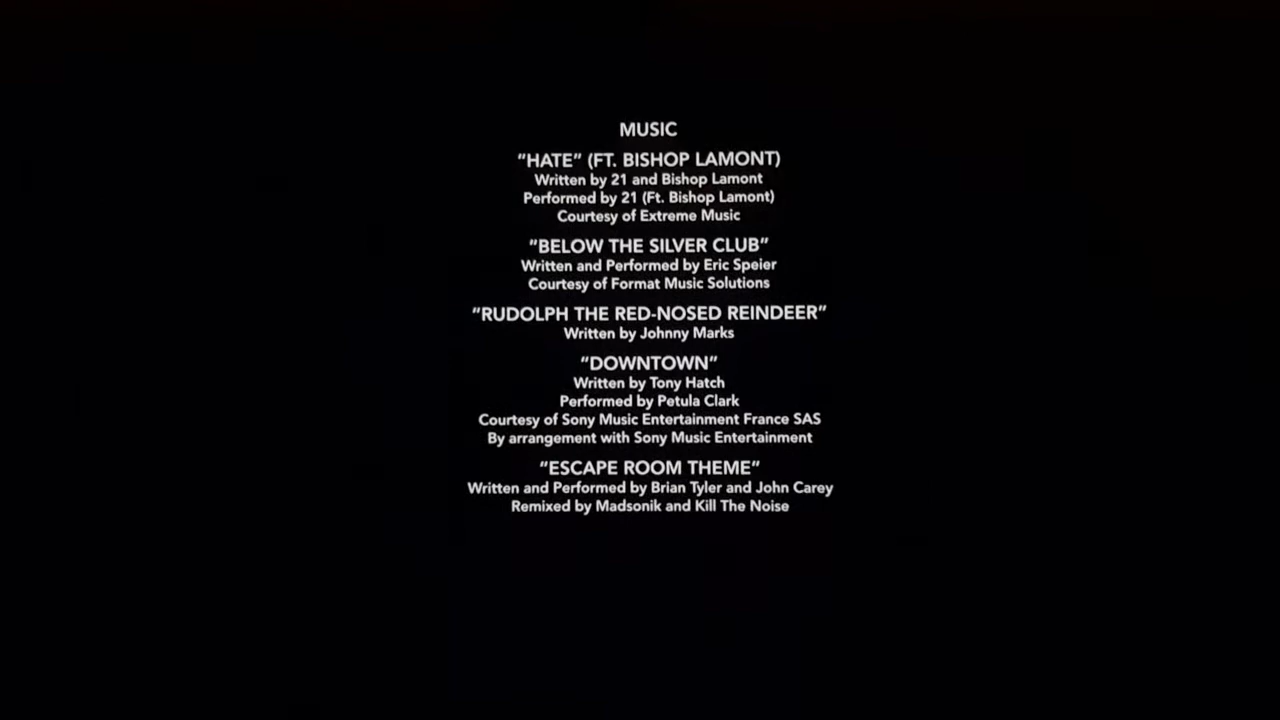 MUSIC
“HATE” (FT. BISHOP LAMONT)
Written by 21 and Bishop Lamont
Performed by 21 (Ft. Bishop Lamont)
Courtesy of Extreme Music
“BELOW THE SILVER CLUB”
Written and Performed by Eric Speier
Courtesy of Format Music Solutions
“RUDOLPH THE RED-NOSED REINDEER”
Written by Johnny Marks
“DOWNTOWN”
Written by Tony Hatch
Performed by Petula Clark
Courtesy of Sony Music Entertainment France SAS
By arrangement with Sony Music Entertainment
“ESCAPE ROOM THEME”
Written and Performed by Brian Tyler and John Carey
Remixed by Madsonik and Kill The Noise